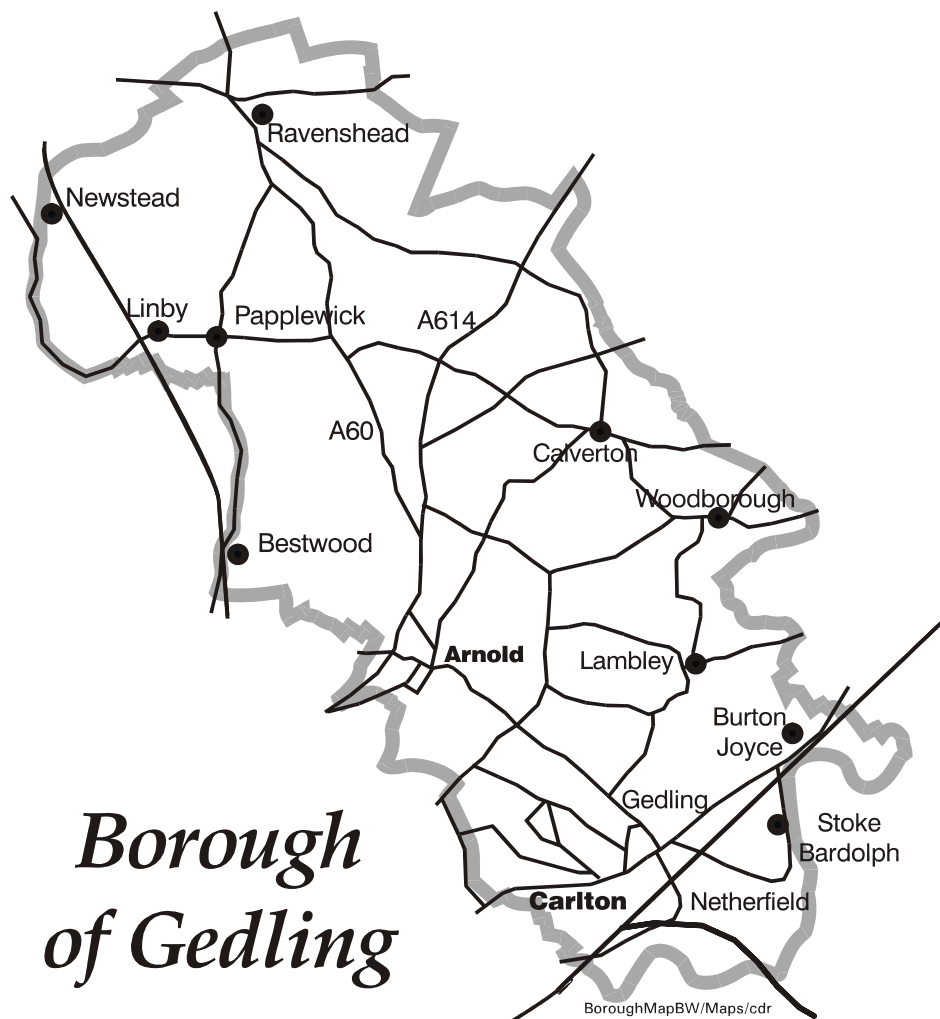 Ravenshead
Newstead
Linby
Papplewick
A614
A60
Calverton
Woodborough
Bestwood
Arnold
Lambley
Burton
Joyce
Gedling
Stoke
Bardolph
Borough
of Gedling
Carlton
Netherfield
BoroughMapBW/Maps/cdr